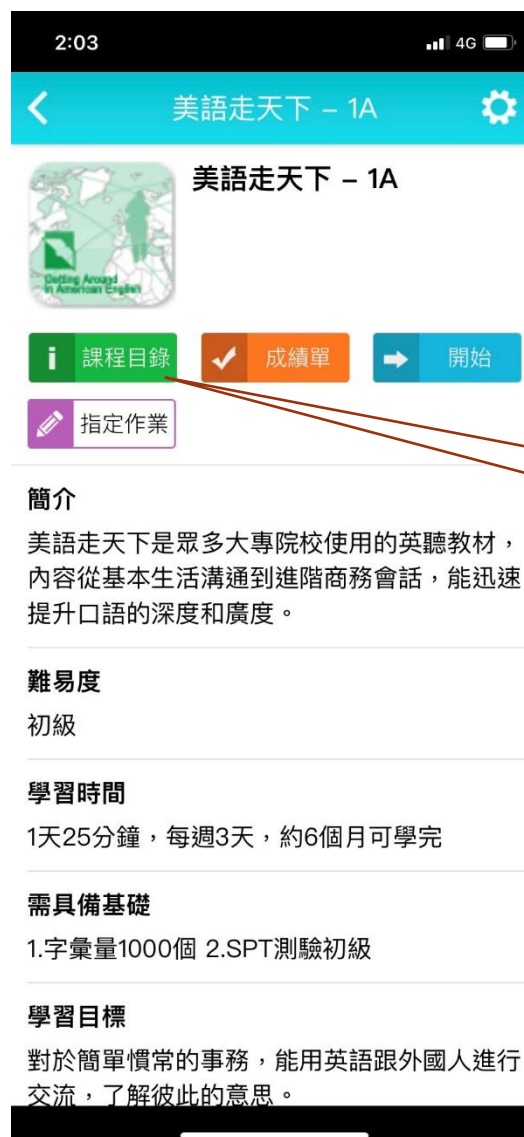 2:03
4G
美語走天下 – 1A
美語走天下 – 1A
Getting Around
in American English
i 課程目錄
成績單
開始
指定作業
簡介
美語走天下是眾多大專院校使用的英聽教材，
內容從基本生活溝通到進階商務會話，能迅速
提升口語的深度和廣度。
難易度
初級
學習時間
1天25分鐘，每週3天，約6個月可學完
需具備基礎
1.字彙量1000個 2.SPT測驗初級
學習目標
對於簡單慣常的事務，能用英語跟外國人進行
交流，了解彼此的意思。